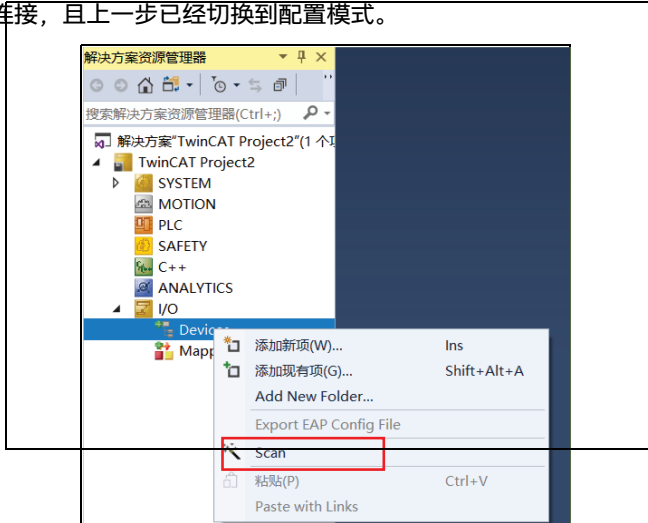 连接，且上一步已经切换到配置模式。
解决方案资源管理器
搜索解决方案资源管理器(Ctrl+;)
解决方案"TwinCAT Project2"(1 个项
TwinCAT Project2
SYSTEM
MOTION
PLC
SAFETY
C++
ANALYTICS
I/O
Devices
Mapp
添加新项(W)... Ins
添加现有项(G)... Shift+Alt+A
Add New Folder...
Export EAP Config File
Scan
粘贴(P) Ctrl+V
Paste with Links